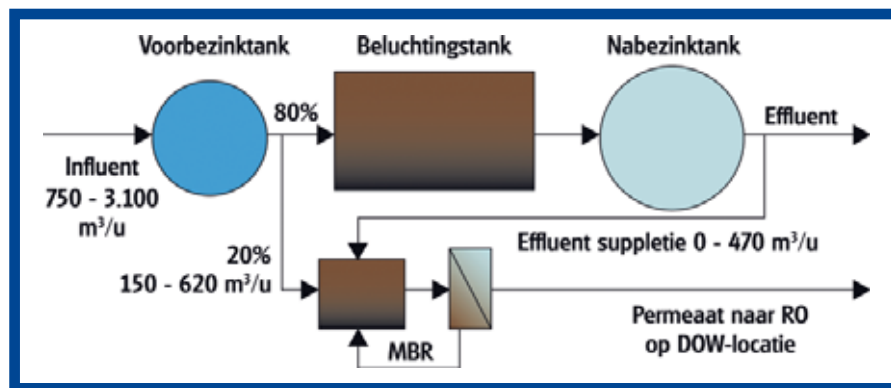 Voorbezinktank
Beluchtingstank
Nabezinktank
80%
Effluent
Influent
750 - 3.100
m³/u
Effluent suppletie 0 - 470 m³/u
20%
150 - 620 m³/u
MBR
Permeaat naar RO
op DOW-locatie